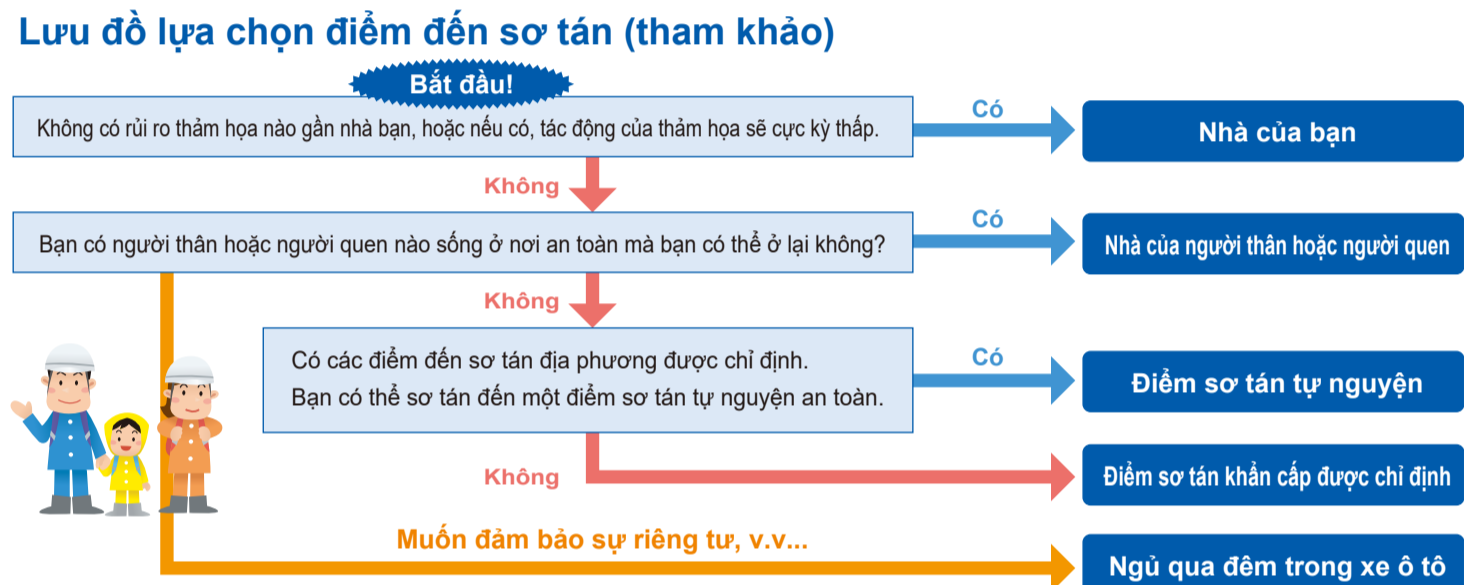 Lưu đồ lựa chọn điểm đến sơ tán (tham khảo)
Bắt đầu!
Không có rủi ro thảm họa nào gần nhà bạn, hoặc nếu có, tác động của thảm họa sẽ cực kỳ thấp.
Có
Nhà của bạn
Không
Bạn có người thân hoặc người quen nào sống ở nơi an toàn mà bạn có thể ở lại không?
Có
Nhà của người thân hoặc người quen
Không
Có các điểm đến sơ tán địa phương được chỉ định.
Bạn có thể sơ tán đến một điểm sơ tán tự nguyện an toàn.
Có
Điểm sơ tán tự nguyện
Không
Điểm sơ tán khẩn cấp được chỉ định
Muốn đảm bảo sự riêng tư, v.v...
Ngủ qua đêm trong xe ô tô